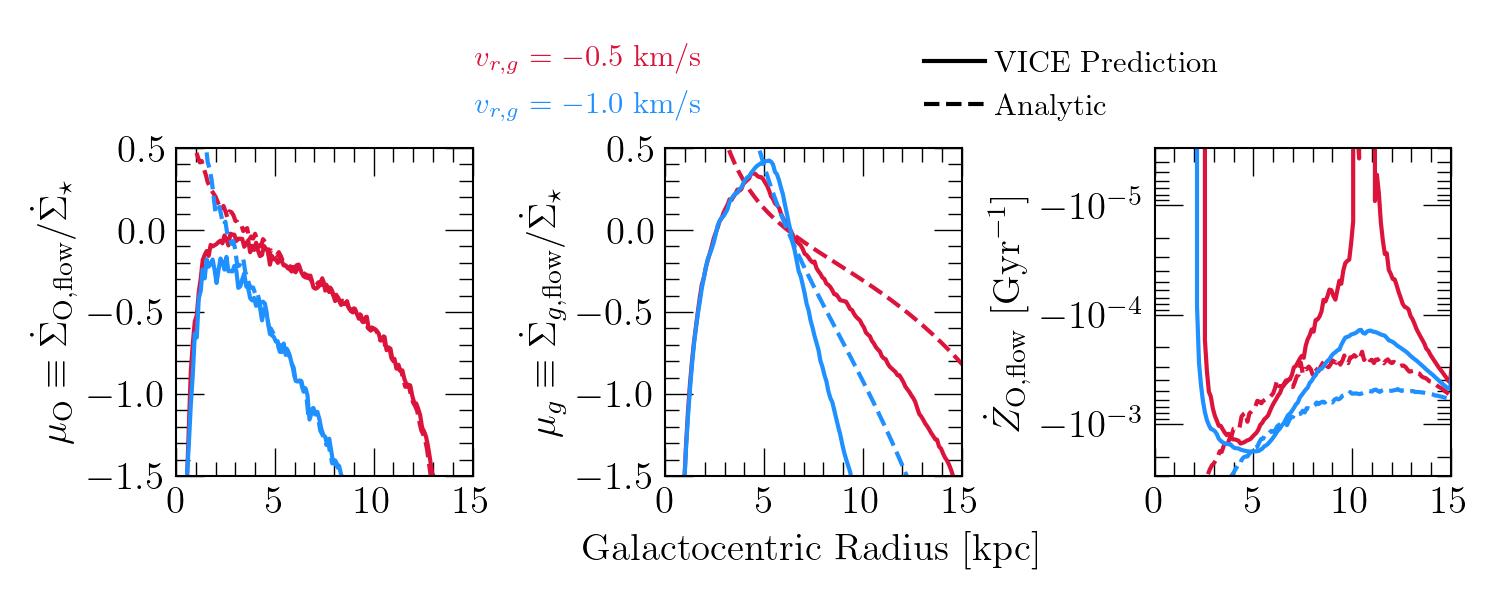 v_{r,g} = −0.5 km/s
v_{r,g} = −1.0 km/s
VICE Prediction
Analytic
μ_O ≡ Σ̇_{O,flow}/Σ̇_⋆
0.5
0.0
−0.5
−1.0
−1.5
0 5 10 15
μ_g ≡ Σ̇_{g,flow}/Σ̇_⋆
0.5
0.0
−0.5
−1.0
−1.5
0 5 10 15
Ż_{O,flow} [Gyr⁻¹]
−10⁻⁵
−10⁻⁴
−10⁻³
0 5 10 15
Galactocentric Radius [kpc]